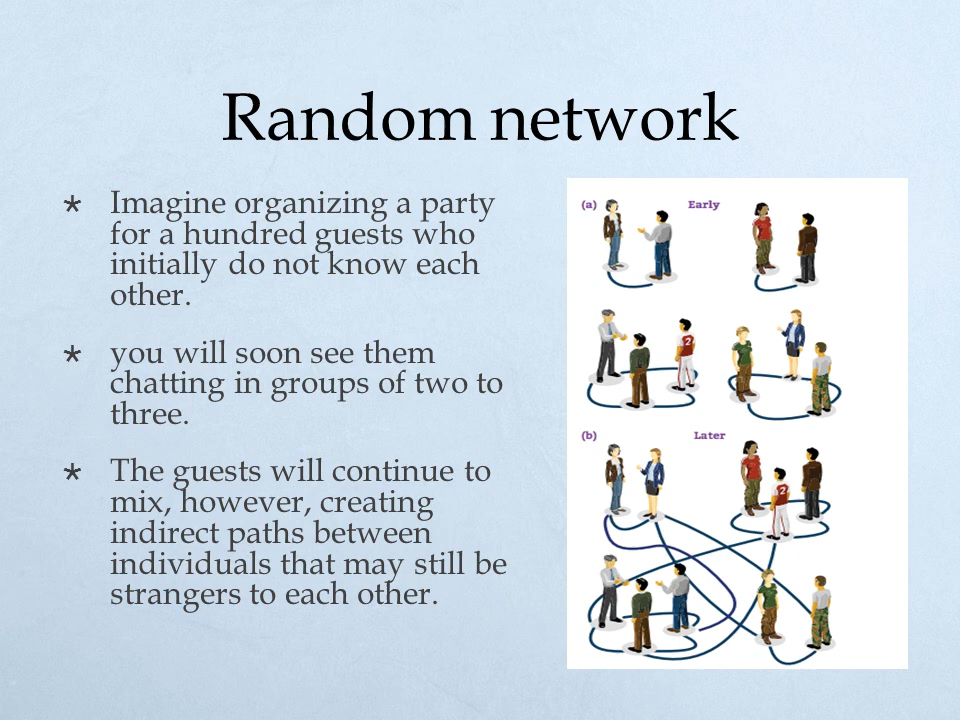 Random network
* Imagine organizing a party
for a hundred guests who
initially do not know each
other.
* you will soon see them
chatting in groups of two to
three.
* The guests will continue to
mix, however, creating
indirect paths between
individuals that may still be
strangers to each other.
(a) Early
2
(b) Later
2